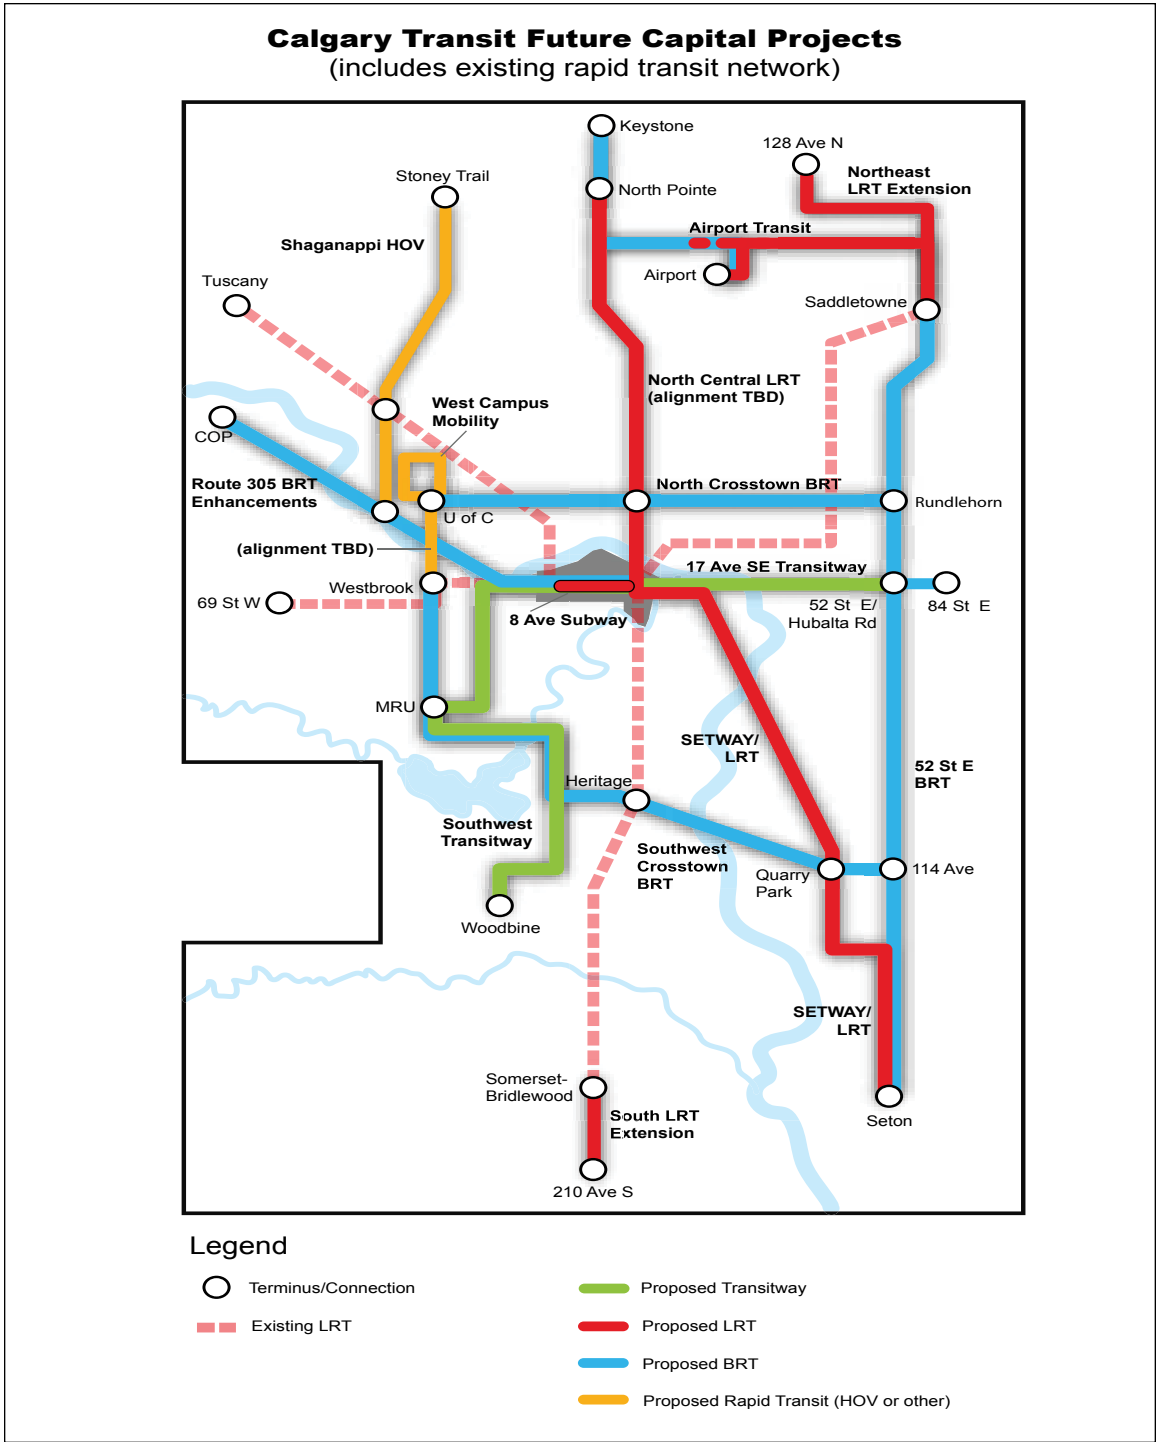 Calgary Transit Future Capital Projects
(includes existing rapid transit network)
Keystone
128 Ave N
Northeast
LRT Extension
Stoney Trail
North Pointe
Airport Transit
Shaganappi HOV
Airport
Tuscany
Saddletowne
North Central LRT
(alignment TBD)
West Campus
Mobility
COP
Route 305 BRT
Enhancements
North Crosstown BRT
Rundlehorn
U of C
(alignment TBD)
17 Ave SE Transitway
Westbrook
69 St W
52 St E/
Hubalta Rd
84 St E
8 Ave Subway
MRU
SETWAY/
LRT
52 St E
BRT
Heritage
Southwest
Transitway
Southwest
Crosstown
BRT
Quarry
Park
114 Ave
Woodbine
SETWAY/
LRT
Somerset-
Bridlewood
South LRT
Extension
Seton
210 Ave S
Legend
Terminus/Connection
Existing LRT
Proposed Transitway
Proposed LRT
Proposed BRT
Proposed Rapid Transit (HOV or other)